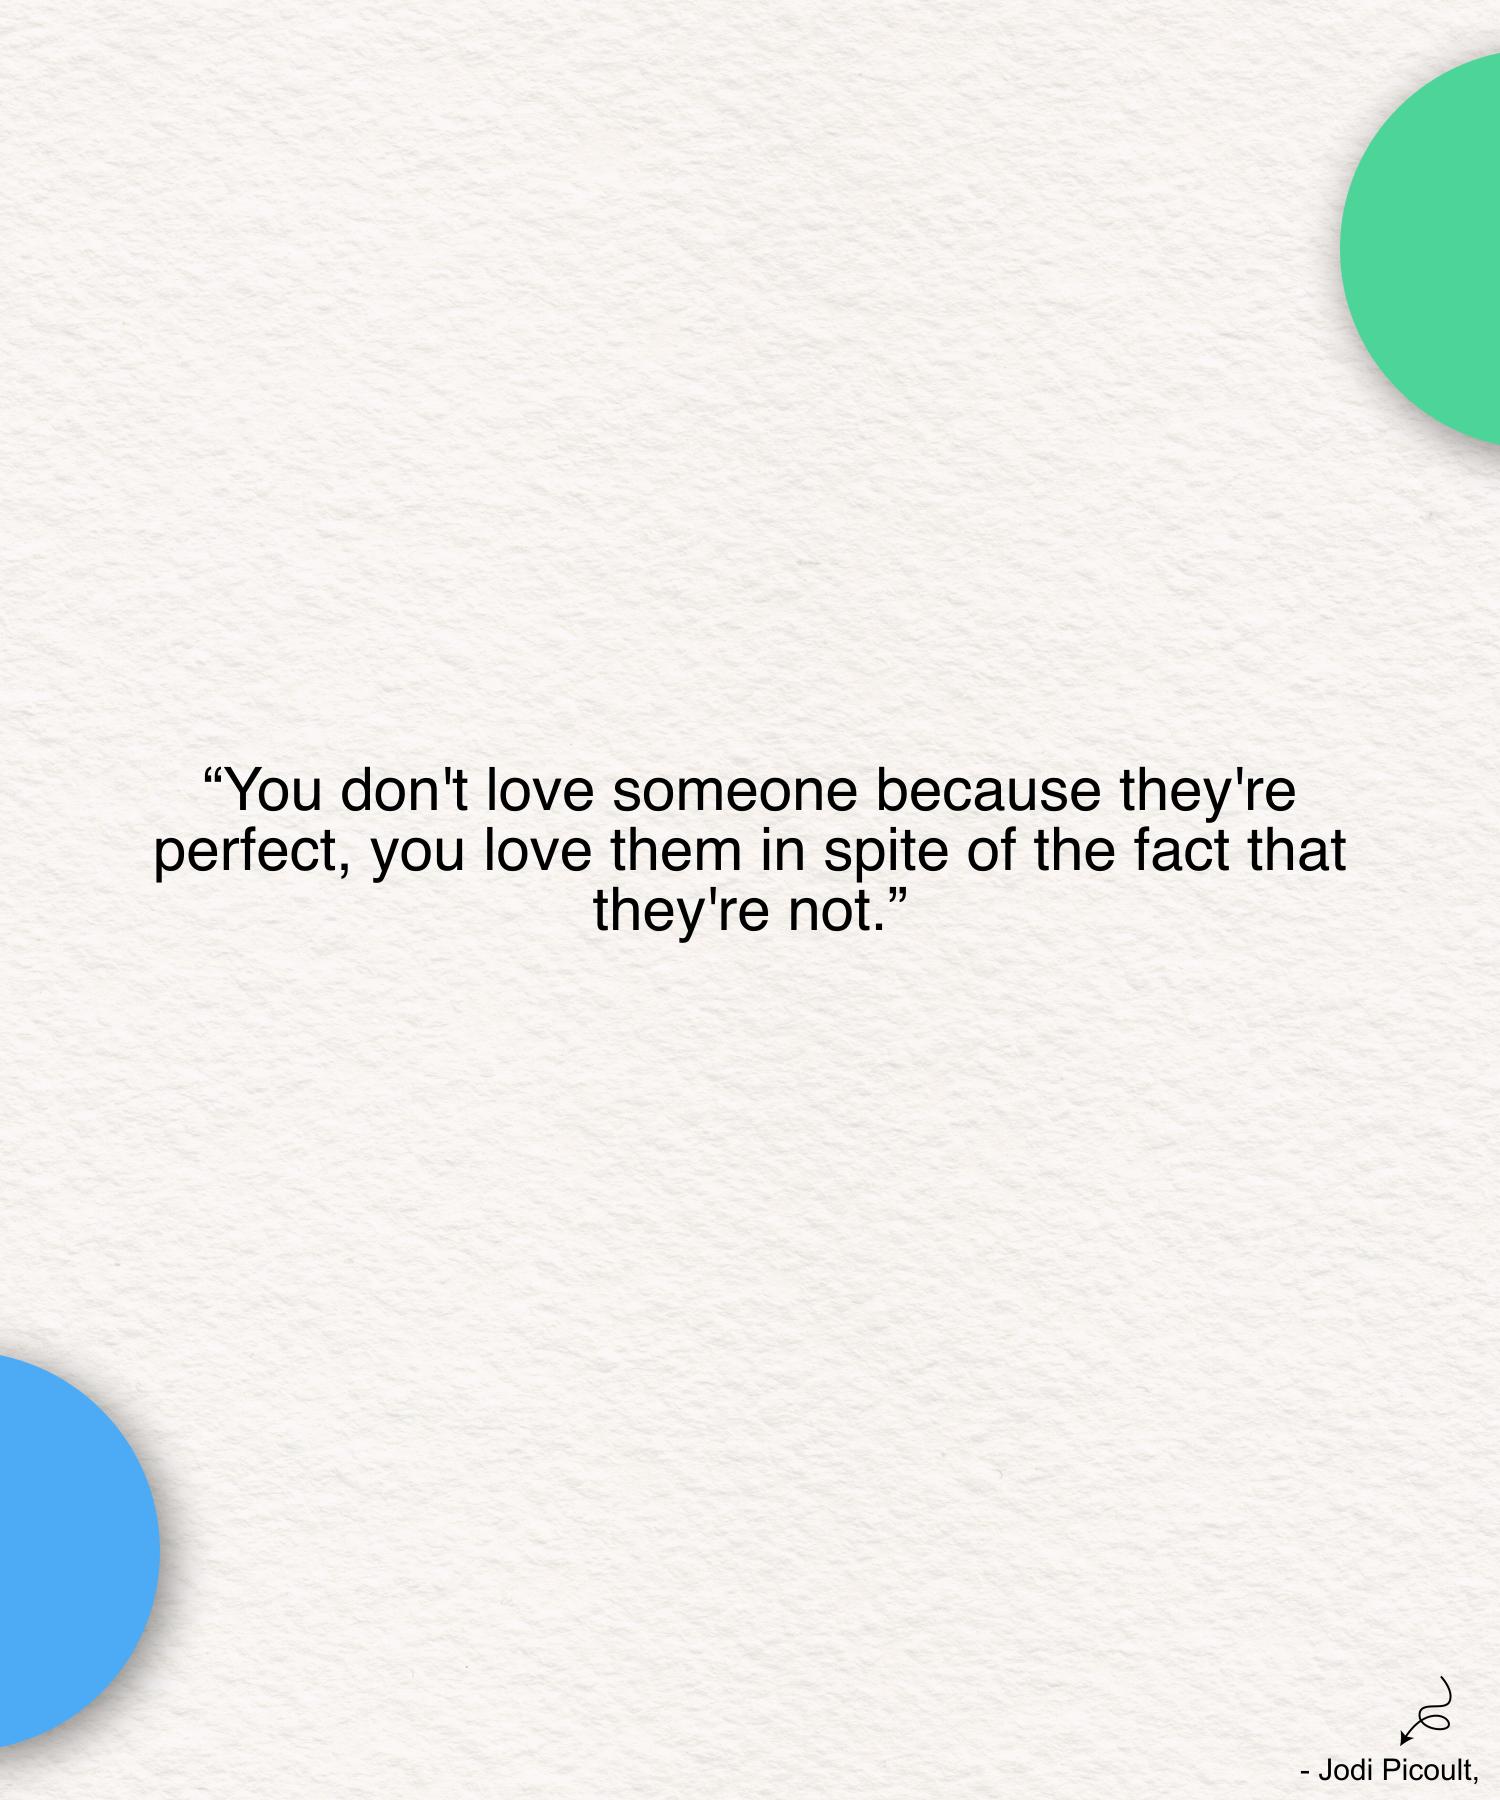 “You don't love someone because they're
perfect, you love them in spite of the fact that
they're not.”
- Jodi Picoult,